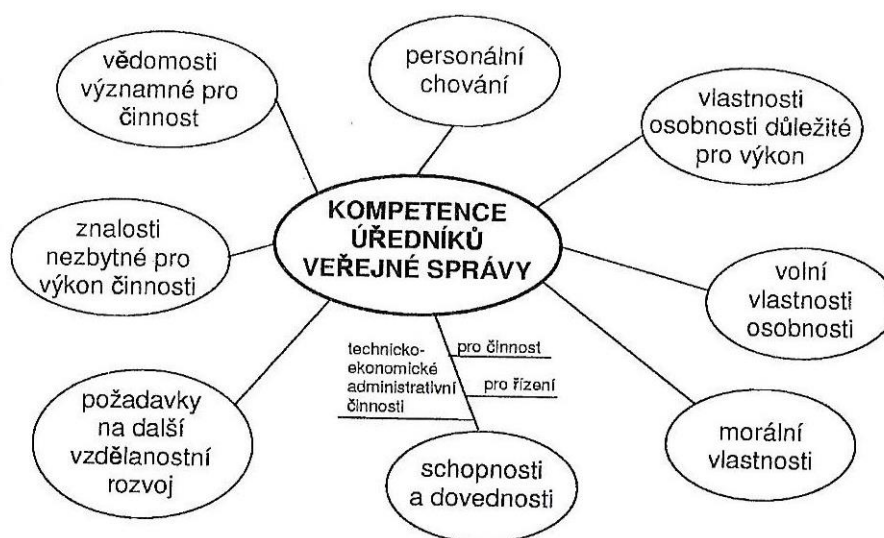 vědomosti
významné pro
činnost
personální
chování
vlastnosti
osobnosti důležité
pro výkon
KOMPETENCE
ÚŘEDNÍKŮ
VEŘEJNÉ SPRÁVY
znalosti
nezbytné pro
výkon činnosti
volní
vlastnosti
osobnosti
technicko-
ekonomické
administrativní
činnosti
pro činnost
pro řízení
požadavky
na další
vzdělanostní
rozvoj
schopnosti
a dovednosti
morální
vlastnosti